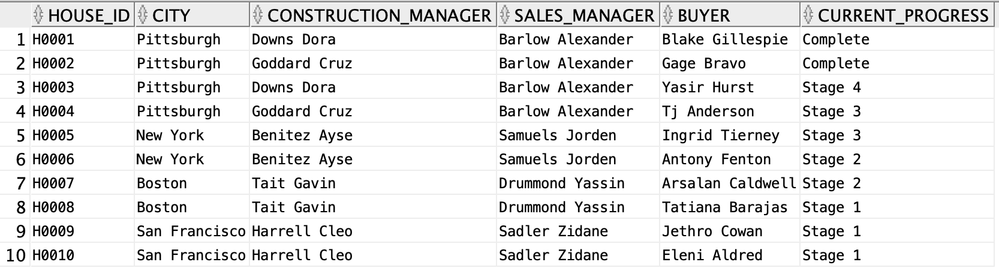 HOUSE_ID CITY CONSTRUCTION_MANAGER SALES_MANAGER BUYER CURRENT_PROGRESS
1 H0001 Pittsburgh Downs Dora Barlow Alexander Blake Gillespie Complete
2 H0002 Pittsburgh Goddard Cruz Barlow Alexander Gage Bravo Complete
3 H0003 Pittsburgh Downs Dora Barlow Alexander Yasir Hurst Stage 4
4 H0004 Pittsburgh Goddard Cruz Barlow Alexander Tj Anderson Stage 3
5 H0005 New York Benitez Ayse Samuels Jorden Ingrid Tierney Stage 3
6 H0006 New York Benitez Ayse Samuels Jorden Antony Fenton Stage 2
7 H0007 Boston Tait Gavin Drummond Yassin Arsalan Caldwell Stage 2
8 H0008 Boston Tait Gavin Drummond Yassin Tatiana Barajas Stage 1
9 H0009 San Francisco Harrell Cleo Sadler Zidane Jethro Cowan Stage 1
10 H0010 San Francisco Harrell Cleo Sadler Zidane Eleni Aldred Stage 1